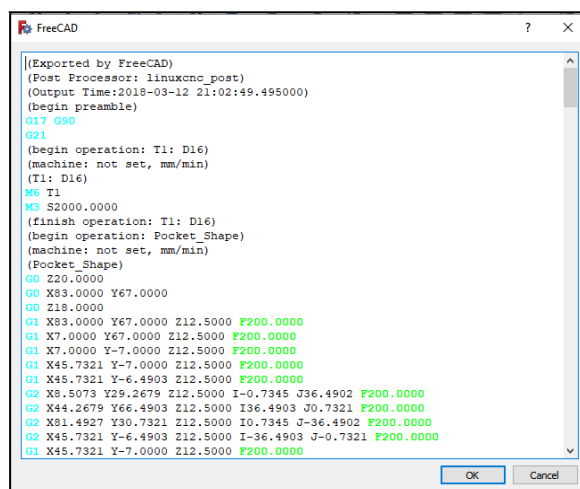 FreeCAD
(Exported by FreeCAD)
(Post Processor: linuxcnc_post)
(Output Time:2018-03-12 21:02:49.495000)
(begin preamble)
G17 G90
G21
(begin operation: T1: D16)
(machine: not set, mm/min)
(T1: D16)
M6 T1
M3 S2000.0000
(finish operation: T1: D16)
(begin operation: Pocket_Shape)
(machine: not set, mm/min)
(Pocket_Shape)
G0 Z20.0000
G0 X83.0000 Y67.0000
G0 Z18.0000
G1 X83.0000 Y67.0000 Z12.5000 F200.0000
G1 X7.0000 Y67.0000 Z12.5000 F200.0000
G1 X7.0000 Y-7.0000 Z12.5000 F200.0000
G1 X45.7321 Y-7.0000 Z12.5000 F200.0000
G1 X45.7321 Y-6.4903 Z12.5000 F200.0000
G2 X8.5073 Y29.2679 Z12.5000 I-0.7345 J36.4902 F200.0000
G2 X44.2679 Y66.4903 Z12.5000 I36.4903 J0.7321 F200.0000
G2 X81.4927 Y30.7321 Z12.5000 I0.7345 J-36.4902 F200.0000
G2 X45.7321 Y-6.4903 Z12.5000 I-36.4903 J-0.7321 F200.0000
G1 X45.7321 Y-7.0000 Z12.5000 F200.0000
OK Cancel